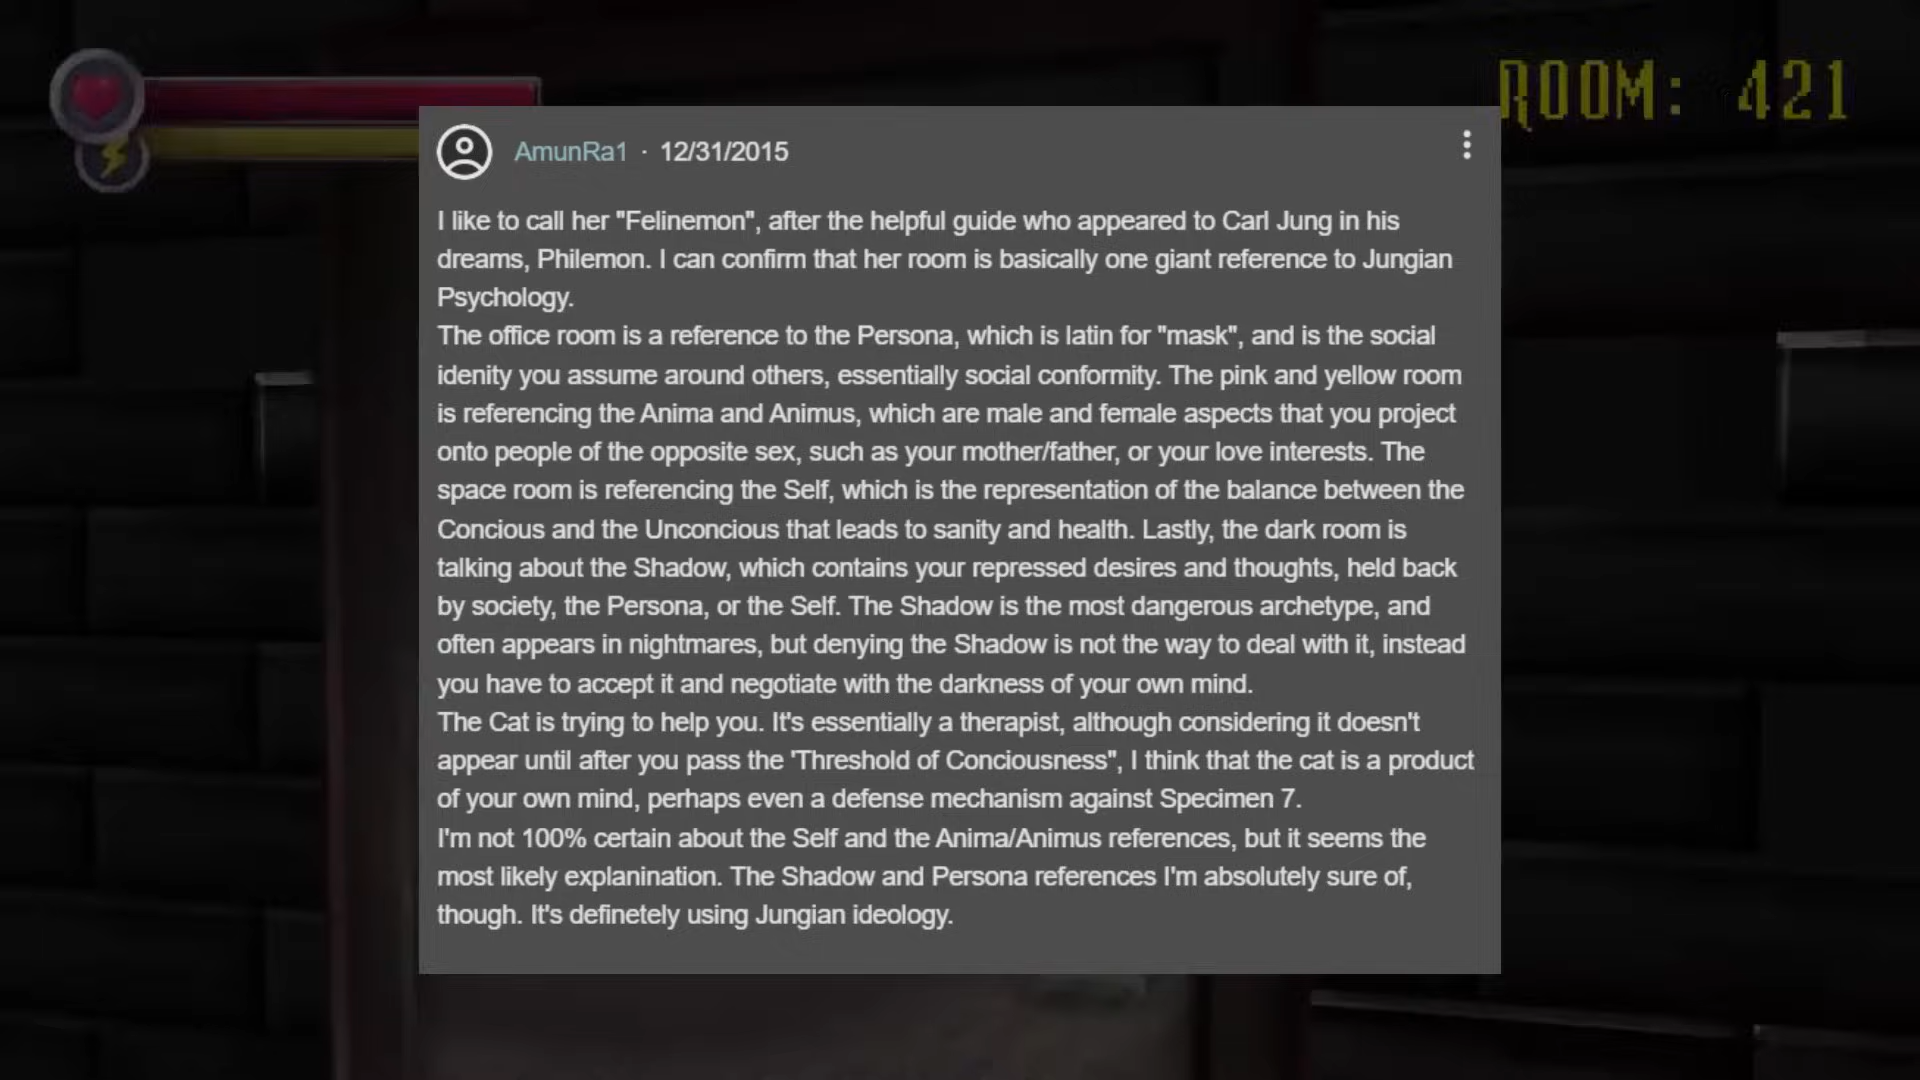 ROOM: 421
AmunRa1 · 12/31/2015
I like to call her "Felinemon", after the helpful guide who appeared to Carl Jung in his
dreams, Philemon. I can confirm that her room is basically one giant reference to Jungian
Psychology.
The office room is a reference to the Persona, which is latin for "mask", and is the social
idenity you assume around others, essentially social conformity. The pink and yellow room
is referencing the Anima and Animus, which are male and female aspects that you project
onto people of the opposite sex, such as your mother/father, or your love interests. The
space room is referencing the Self, which is the representation of the balance between the
Concious and the Unconcious that leads to sanity and health. Lastly, the dark room is
talking about the Shadow, which contains your repressed desires and thoughts, held back
by society, the Persona, or the Self. The Shadow is the most dangerous archetype, and
often appears in nightmares, but denying the Shadow is not the way to deal with it, instead
you have to accept it and negotiate with the darkness of your own mind.
The Cat is trying to help you. It's essentially a therapist, although considering it doesn't
appear until after you pass the 'Threshold of Conciousness", I think that the cat is a product
of your own mind, perhaps even a defense mechanism against Specimen 7.
I'm not 100% certain about the Self and the Anima/Animus references, but it seems the
most likely explanination. The Shadow and Persona references I'm absolutely sure of,
though. It's definetely using Jungian ideology.